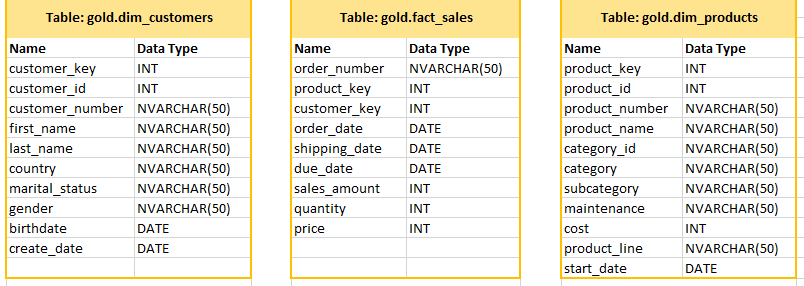 Table: gold.dim_customers
Name Data Type
customer_key INT
customer_id INT
customer_number NVARCHAR(50)
first_name NVARCHAR(50)
last_name NVARCHAR(50)
country NVARCHAR(50)
marital_status NVARCHAR(50)
gender NVARCHAR(50)
birthdate DATE
create_date DATE
Table: gold.fact_sales
Name Data Type
order_number NVARCHAR(50)
product_key INT
customer_key INT
order_date DATE
shipping_date DATE
due_date DATE
sales_amount INT
quantity INT
price INT
Table: gold.dim_products
Name Data Type
product_key INT
product_id INT
product_number NVARCHAR(50)
product_name NVARCHAR(50)
category_id NVARCHAR(50)
category NVARCHAR(50)
subcategory NVARCHAR(50)
maintenance NVARCHAR(50)
cost INT
product_line NVARCHAR(50)
start_date DATE